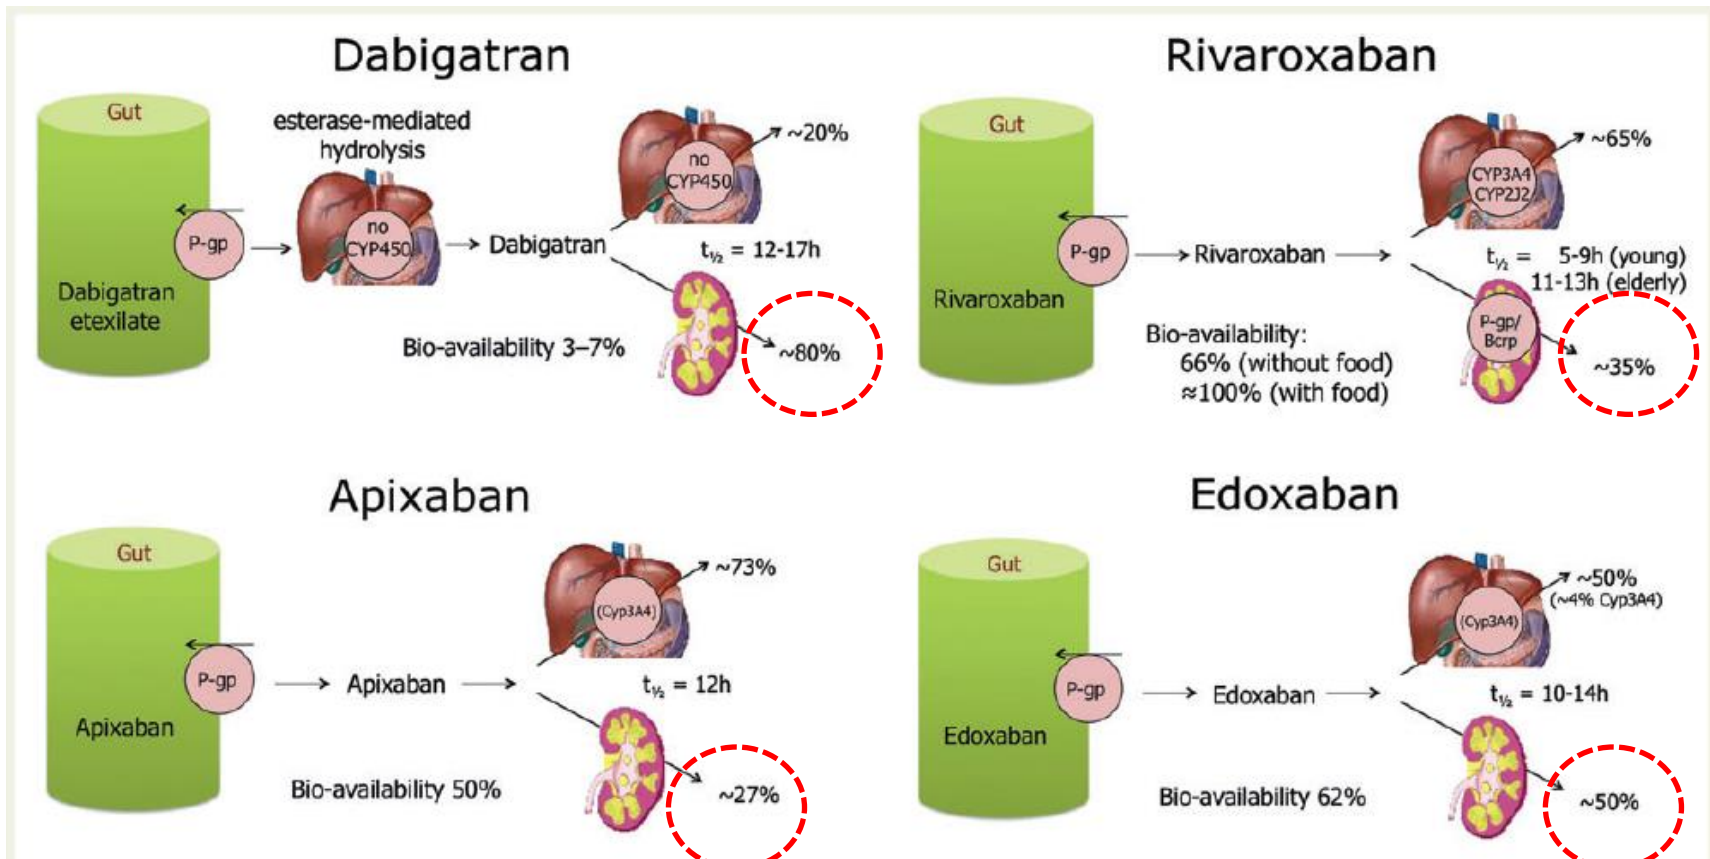 Dabigatran
Gut
esterase-mediated
hydrolysis
no
CYP450
~20%
P-gp
no
CYP450
Dabigatran
t½ = 12-17h
Dabigatran
etexilate
Bio-availability 3–7%
~80%
Rivaroxaban
Gut
CYP3A4
CYP2J2
~65%
P-gp
Rivaroxaban
t½ = 5-9h (young)
11-13h (elderly)
Rivaroxaban
P-gp/
Bcrp
Bio-availability:
66% (without food)
≈100% (with food)
~35%
Apixaban
Gut
(Cyp3A4)
~73%
P-gp
Apixaban
t½ = 12h
Apixaban
Bio-availability 50%
~27%
Edoxaban
Gut
(Cyp3A4)
~50%
(~4% Cyp3A4)
P-gp
Edoxaban
t½ = 10-14h
Edoxaban
Bio-availability 62%
~50%